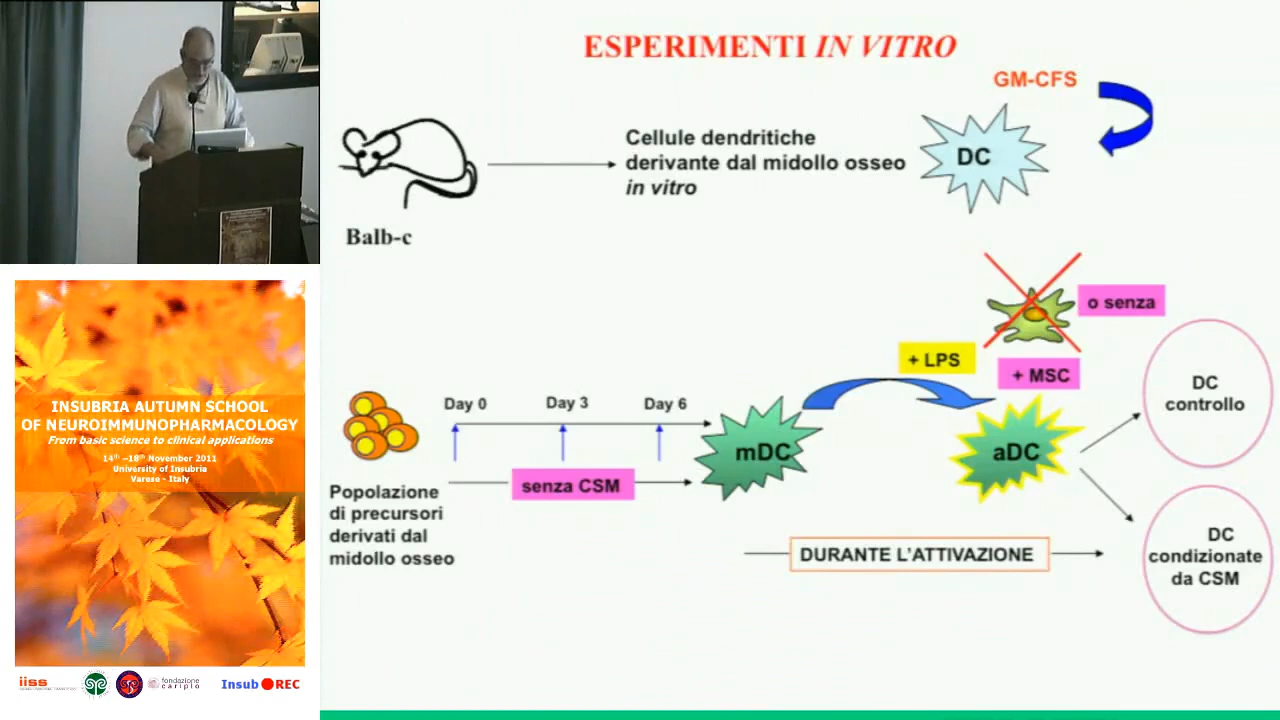 ESPERIMENTI IN VITRO
GM-CFS
Cellule dendritiche
derivante dal midollo osseo
in vitro
DC
Balb-c
o senza
+ LPS
+ MSC
DC
controllo
Day 0
Day 3
Day 6
mDC
aDC
senza CSM
Popolazione
di precursori
derivati dal
midollo osseo
DURANTE L'ATTIVAZIONE
DC
condizionate
da CSM
INSUBRIA AUTUMN SCHOOL
OF NEUROIMMUNOPHARMACOLOGY
From basic science to clinical applications
14th –18th November 2011
University of Insubria
Varese - Italy
iiss
fondazione
cariplo
Insub REC